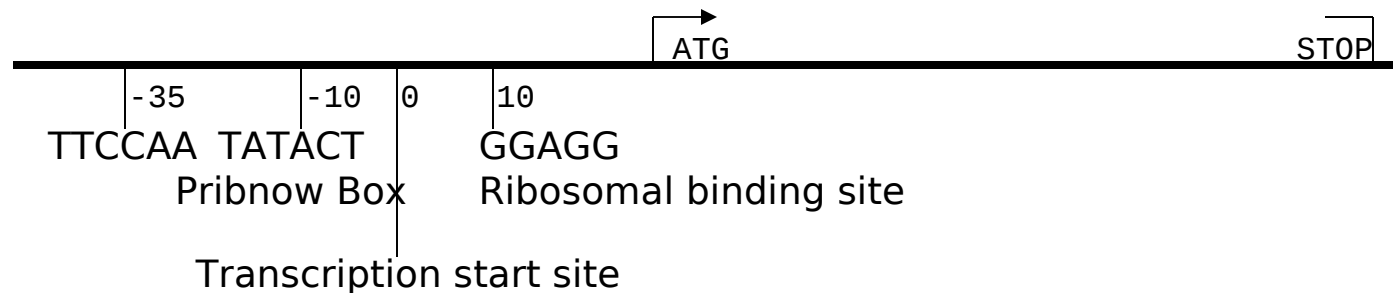 ATG STOP
-35 -10 0 10
TTCCAA TATACT GGAGG
Pribnow Box Ribosomal binding site
Transcription start site